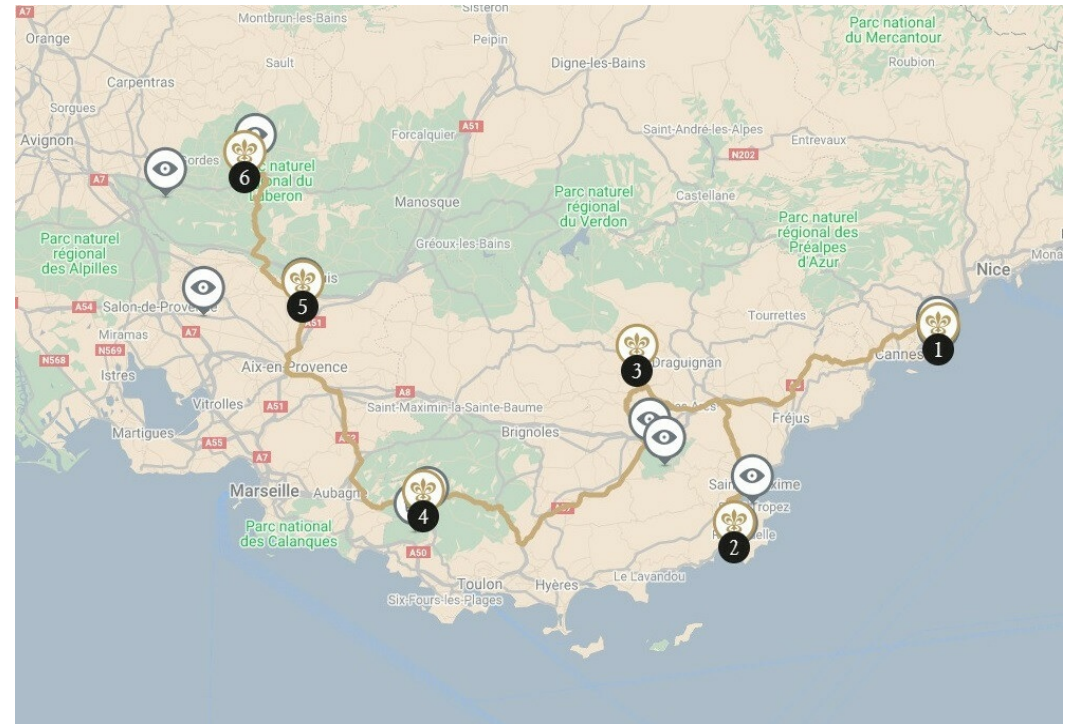 A7
Montbrun-les-Bains
Sisteron
Parc national
du Mercantour
Orange
Peipin
Sault
Digne-les-Bains
Roubion
Carpentras
Sorgues
Avignon
Forcalquier
A51
Saint-André-les-Alpes
Entrevaux
N202
ordes
6
A7
Parc naturel
régional
du Verdon
Castellane
Manosque
Parc naturel
régional des
Préalpes
d'Azur
Parc naturel
régional
des Alpilles
Gréoux-les-Bains
Nice
Mona
A54
Salon-de-Prove
5
A51
Tourrettes
A7
Miramas
N569
N568
Istres
Aix-en-Provence
3
Draguignan
Cannes
1
A8
Vitrolles
A51
Saint-Maximin-la-Sainte-Baume
Fréjus
Martigues
A55
A7
A52
Brignoles
Marseille
Aubagne
4
Parc national
des Calanques
A50
2
Toulon
Hyères
Le Lavandou
Six-Fours-les-Plages